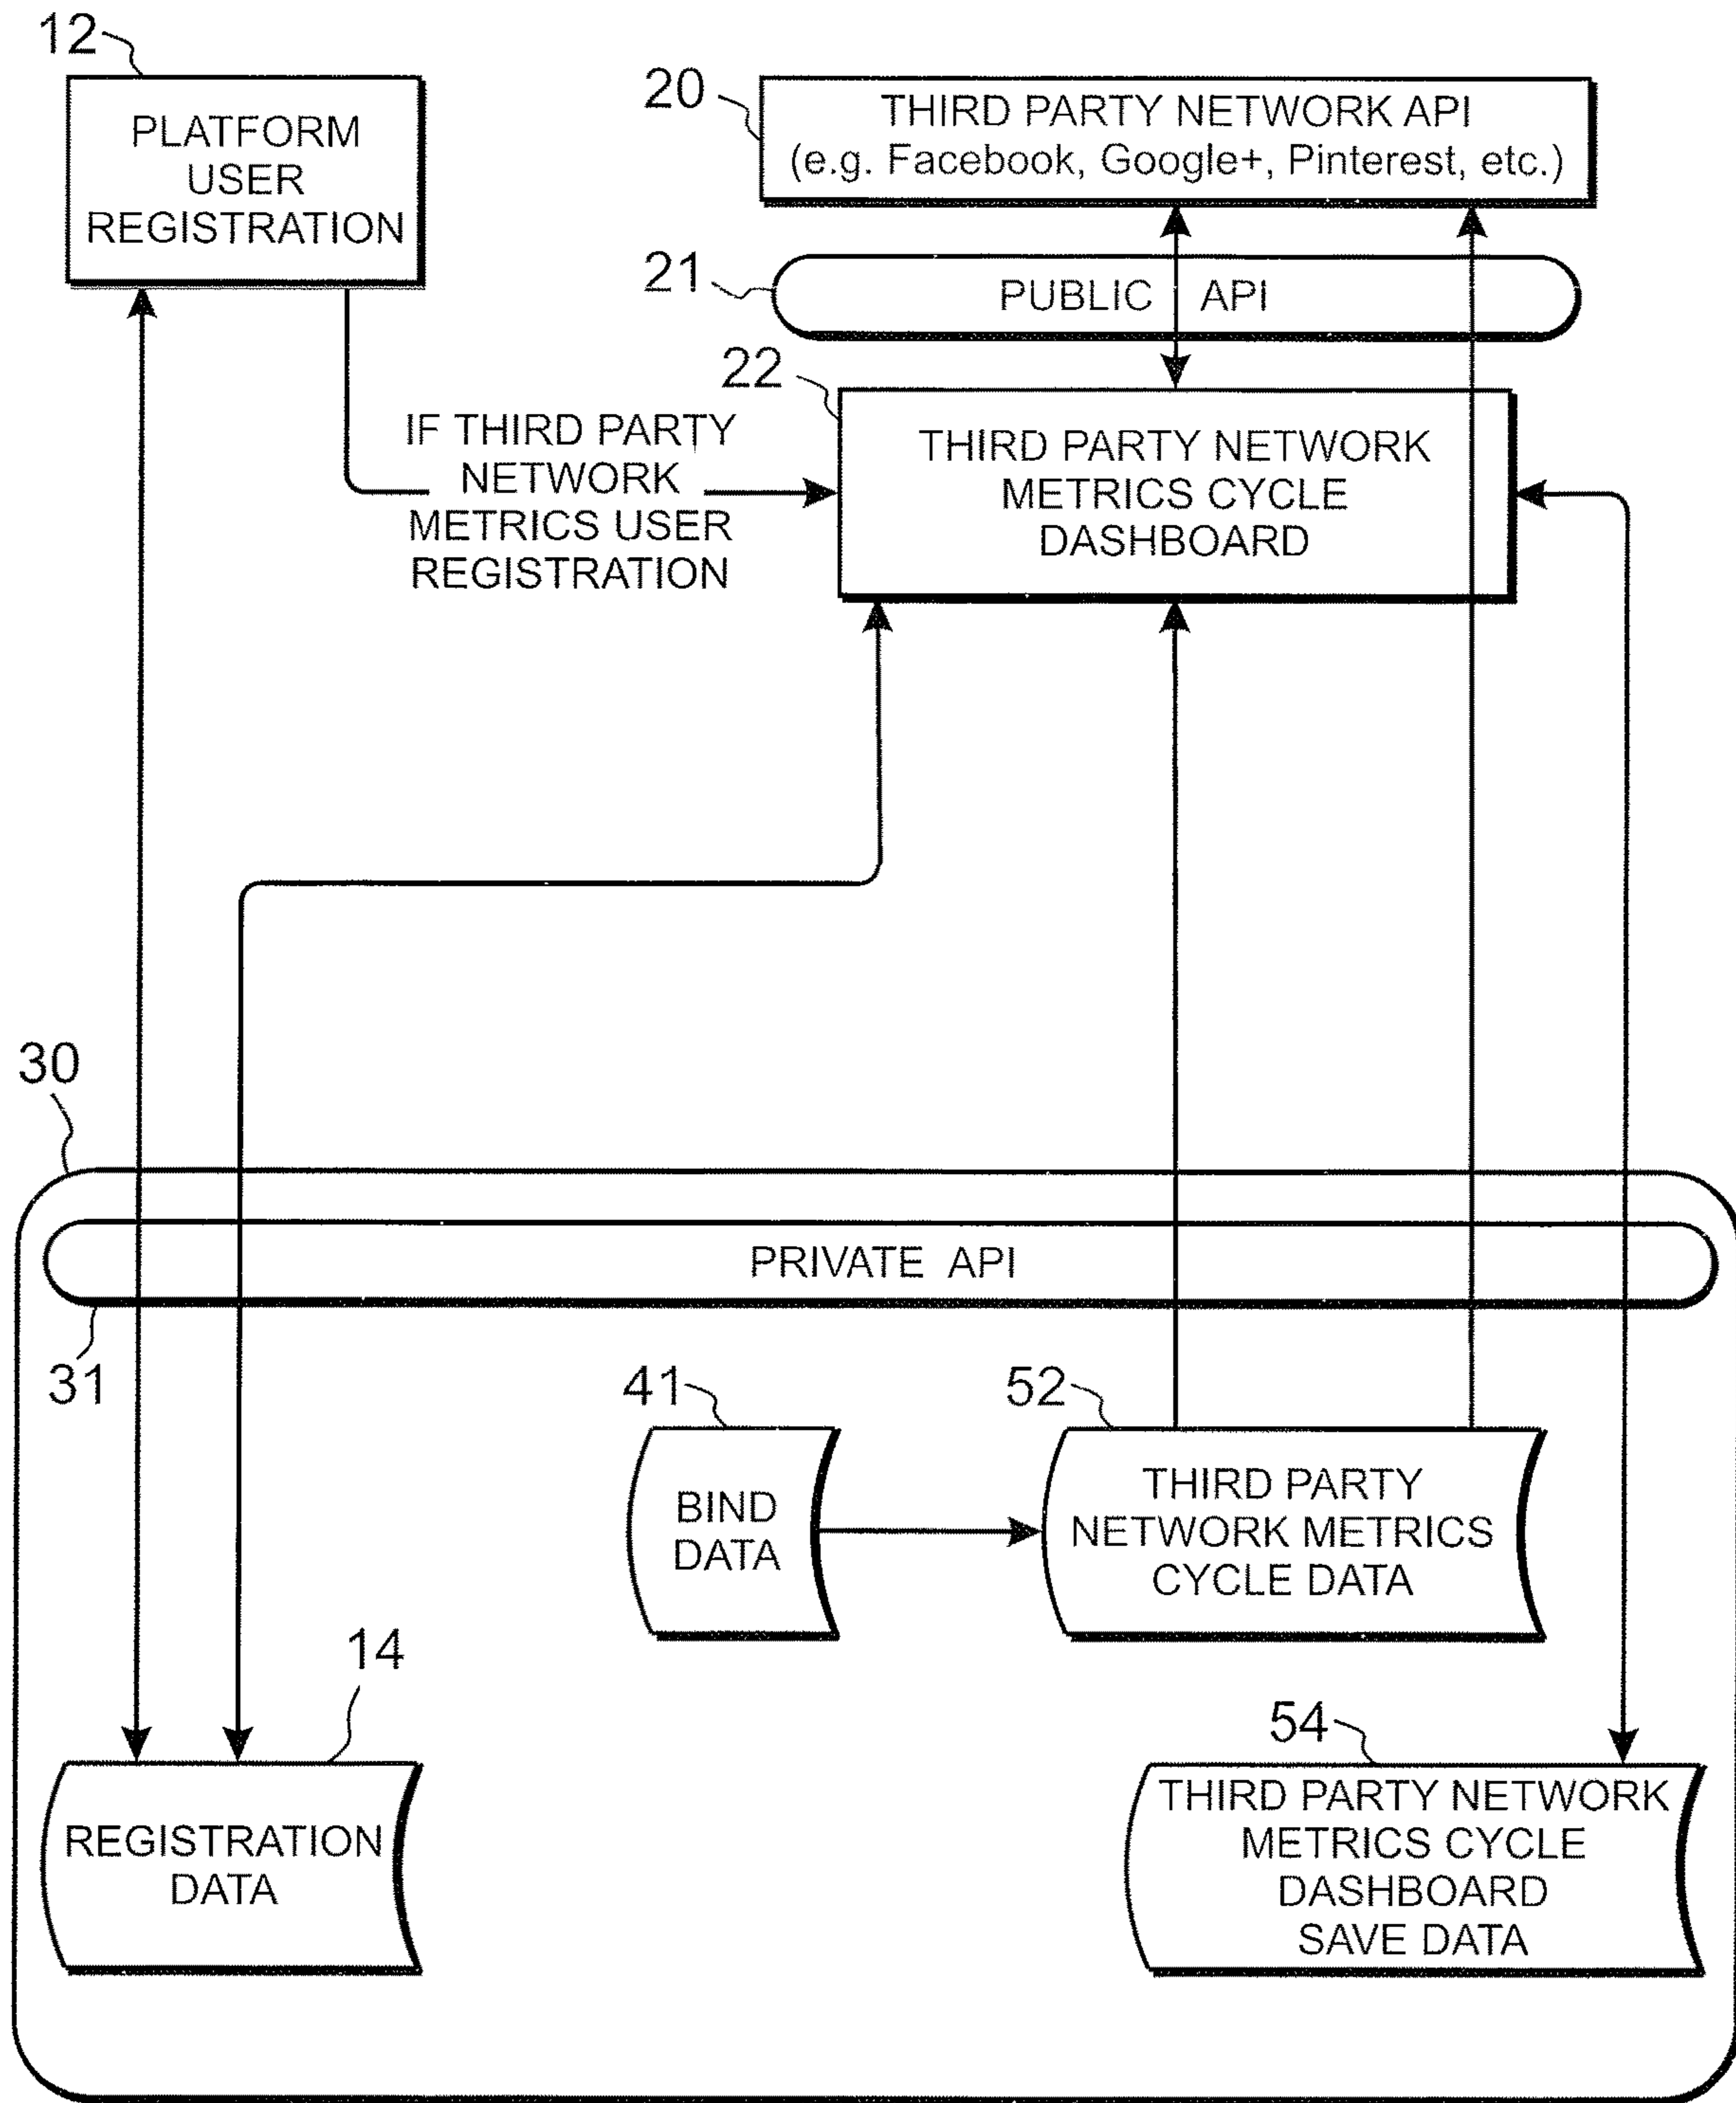 12
PLATFORM
USER
REGISTRATION
20
THIRD PARTY NETWORK API
(e.g. Facebook, Google+, Pinterest, etc.)
21
PUBLIC API
22
THIRD PARTY NETWORK
METRICS CYCLE
DASHBOARD
IF THIRD PARTY
NETWORK
METRICS USER
REGISTRATION
30
PRIVATE API
31
41
BIND
DATA
52
THIRD PARTY
NETWORK METRICS
CYCLE DATA
14
REGISTRATION
DATA
54
THIRD PARTY NETWORK
METRICS CYCLE
DASHBOARD
SAVE DATA